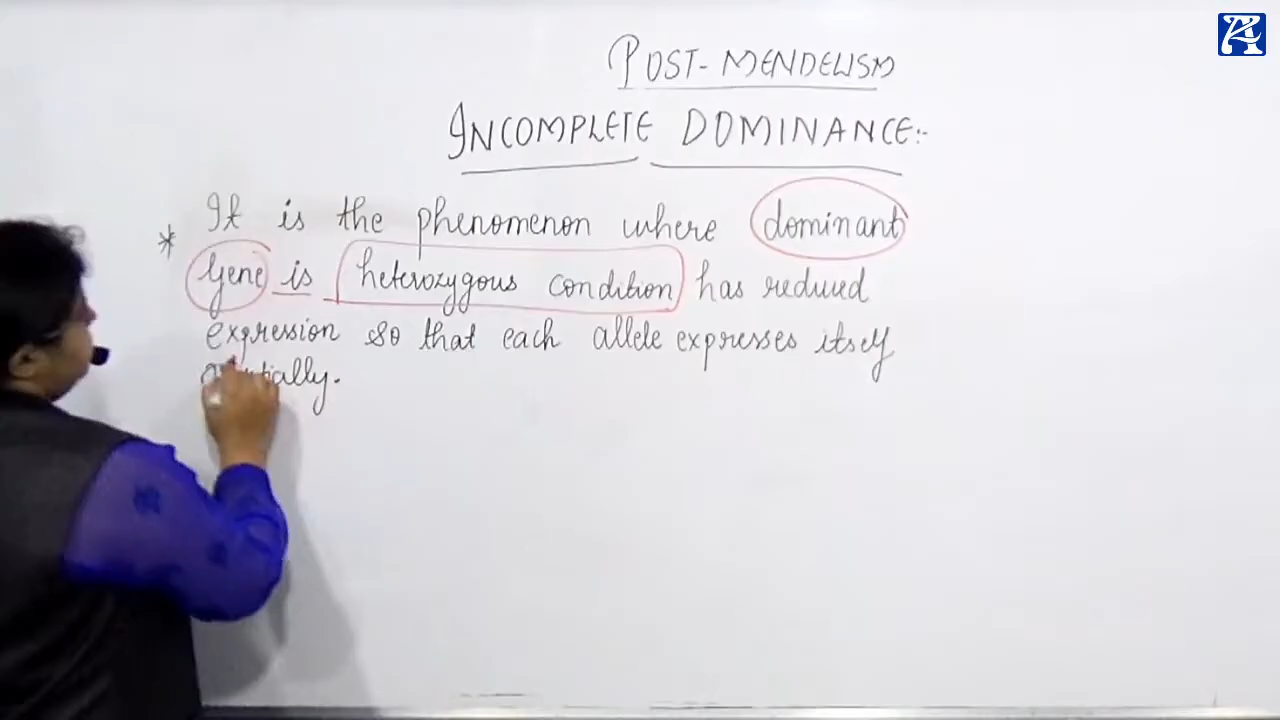 POST-MENDELISM
INCOMPLETE DOMINANCE:-
* It is the phenomenon where dominant
gene is heterozygous condition has reduced
expression so that each allele expresses itself